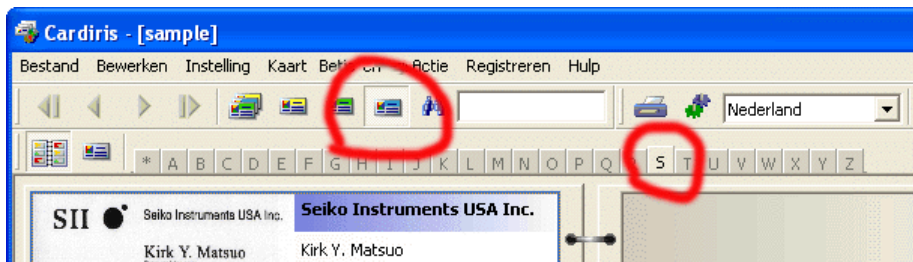 Cardiris - [sample]
Bestand Bewerken Instelling Kaart Actie Registreren Hulp
Nederland
* A B C D E F G H I J K L M N O P Q S T U V W X Y Z
SII Seiko Instruments USA Inc. Seiko Instruments USA Inc.
Kirk Y. Matsuo Kirk Y. Matsuo